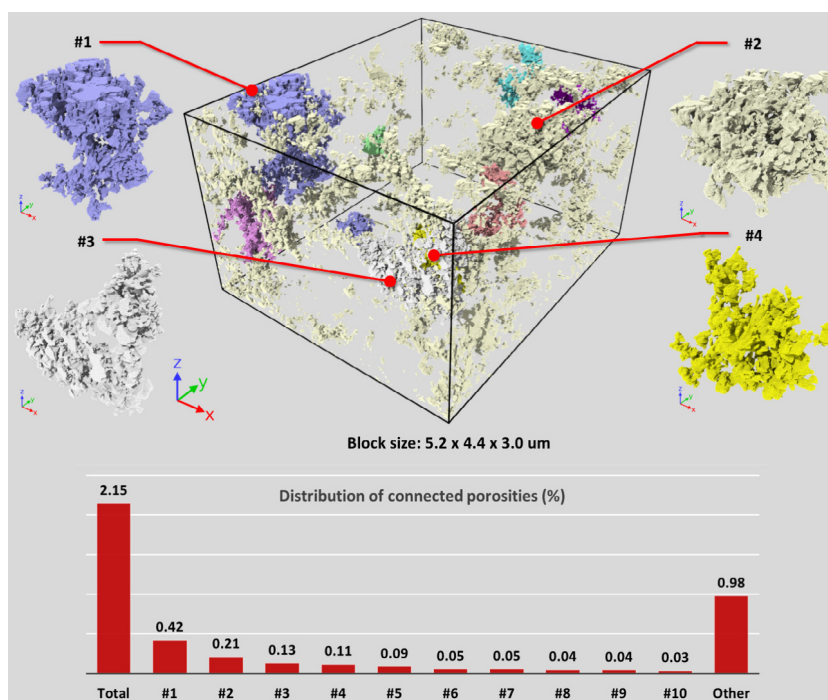 #1
#2
#3
#4
z
y
x
z
y
x
z
y
x
z
y
x
z
y
x
Block size: 5.2 x 4.4 x 3.0 um
Distribution of connected porosities (%)
2.15
0.42
0.21
0.13
0.11
0.09
0.05
0.05
0.04
0.04
0.03
0.98
Total #1 #2 #3 #4 #5 #6 #7 #8 #9 #10 Other